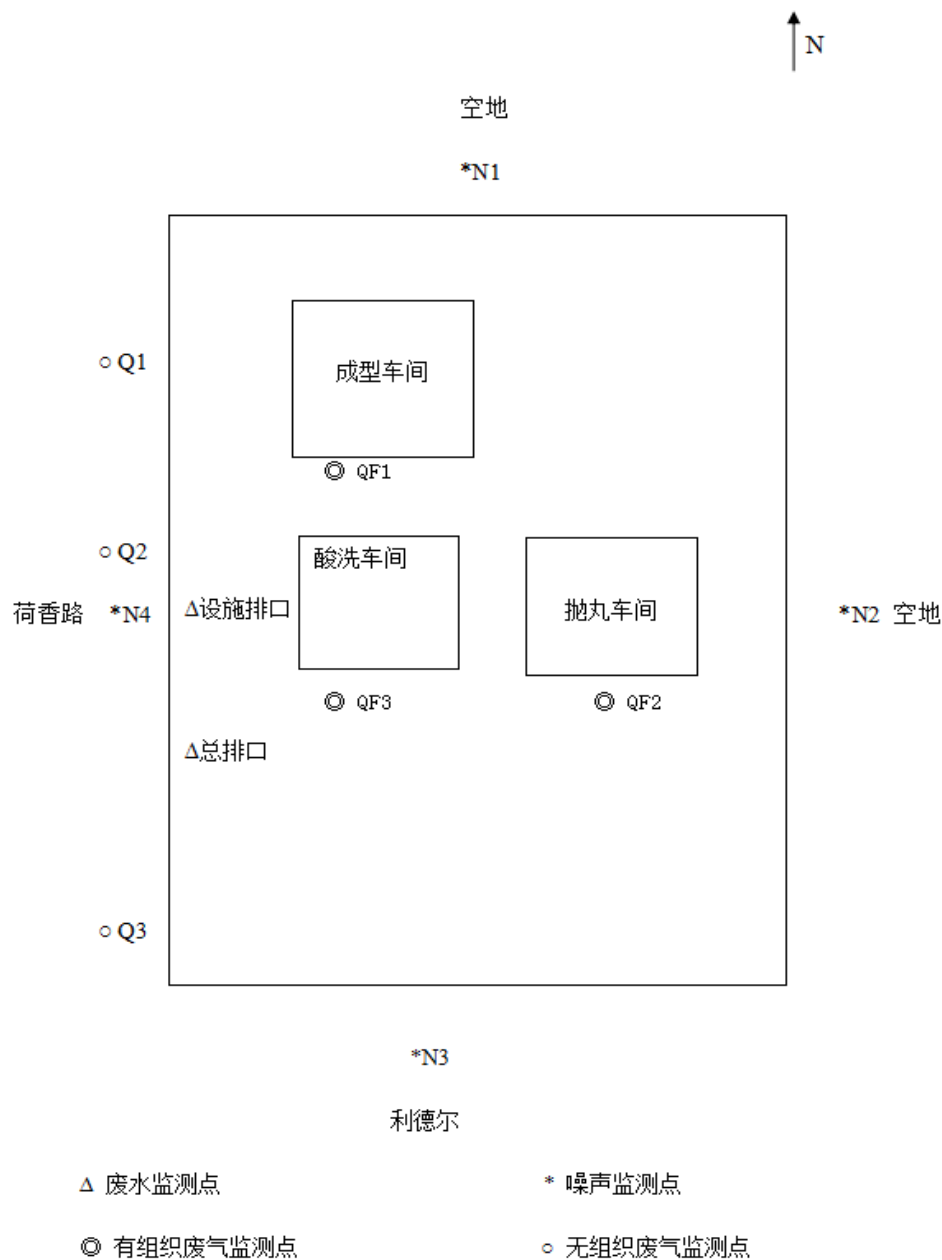 N
空地
*N1
○ Q1
成型车间
◎ QF1
○ Q2
酸洗车间
荷香路 *N4 Δ设施排口 抛丸车间 *N2 空地
◎ QF3 ◎ QF2
Δ总排口
○ Q3
*N3
利德尔
Δ 废水监测点 * 噪声监测点
◎ 有组织废气监测点 ○ 无组织废气监测点